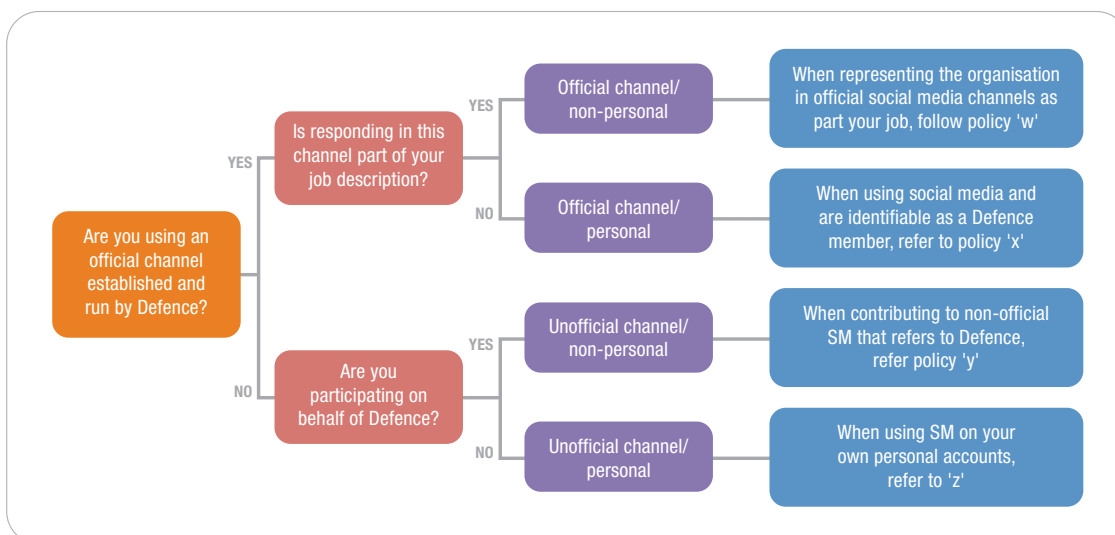 Are you using an
official channel
established and
run by Defence?
YES
NO
Is responding in this
channel part of your
job description?
Are you
participating on
behalf of Defence?
YES
NO
YES
NO
Official channel/
non-personal
Official channel/
personal
Unofficial channel/
non-personal
Unofficial channel/
personal
When representing the organisation
in official social media channels as
part your job, follow policy 'w'
When using social media and
are identifiable as a Defence
member, refer to policy 'x'
When contributing to non-official
SM that refers to Defence,
refer policy 'y'
When using SM on your
own personal accounts,
refer to 'z'